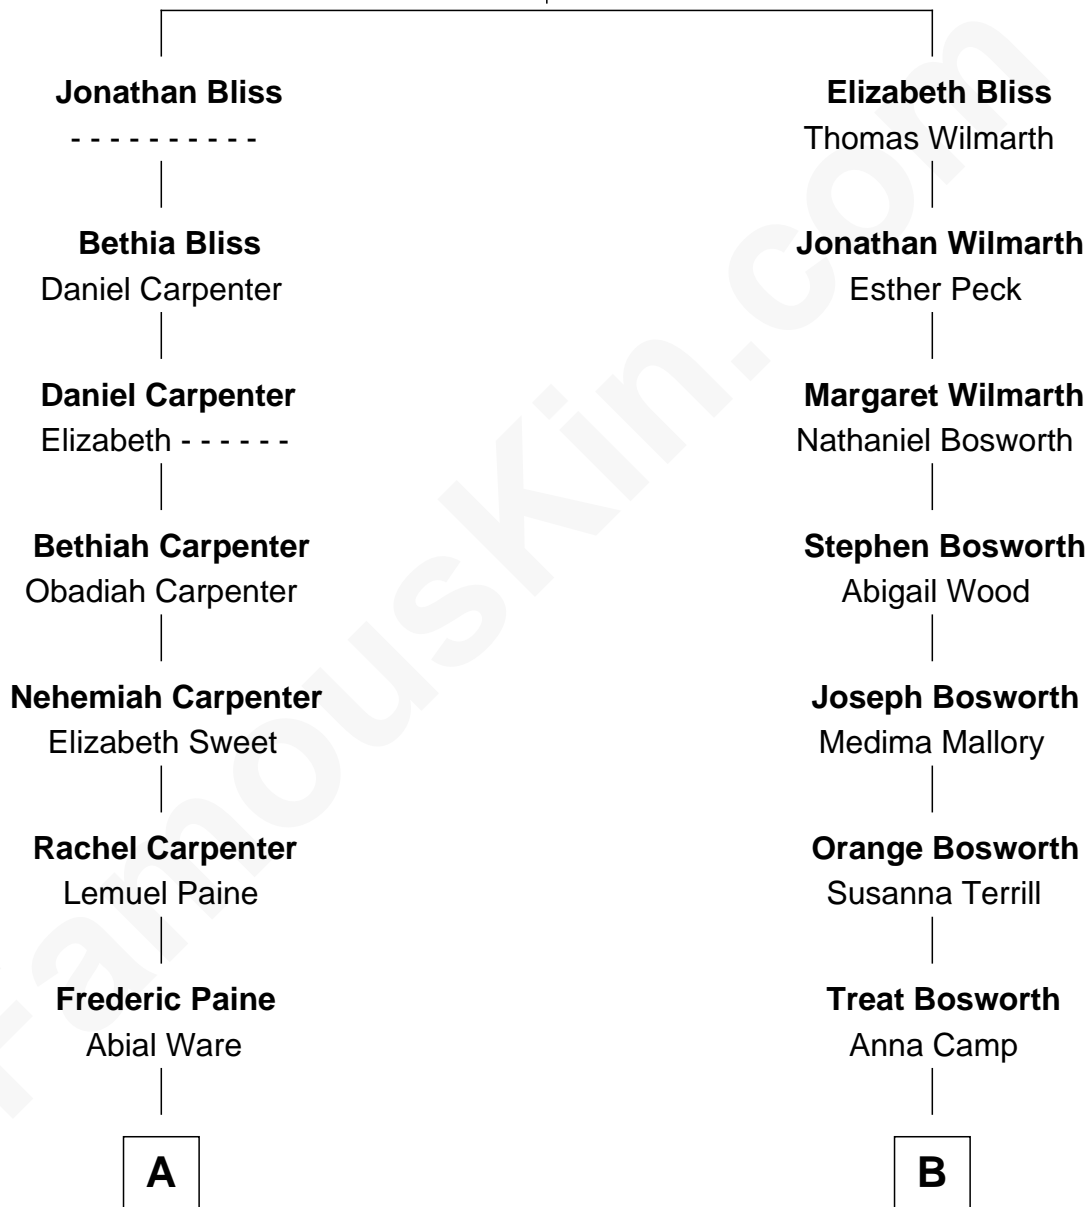 Jonathan Bliss
- - - - - - - - - -
Bethia Bliss
Daniel Carpenter
Daniel Carpenter
Elizabeth - - - - - -
Bethiah Carpenter
Obadiah Carpenter
Nehemiah Carpenter
Elizabeth Sweet
Rachel Carpenter
Lemuel Paine
Frederic Paine
Abial Ware
A
Elizabeth Bliss
Thomas Wilmarth
Jonathan Wilmarth
Esther Peck
Margaret Wilmarth
Nathaniel Bosworth
Stephen Bosworth
Abigail Wood
Joseph Bosworth
Medima Mallory
Orange Bosworth
Susanna Terrill
Treat Bosworth
Anna Camp
B
FamousKin.com